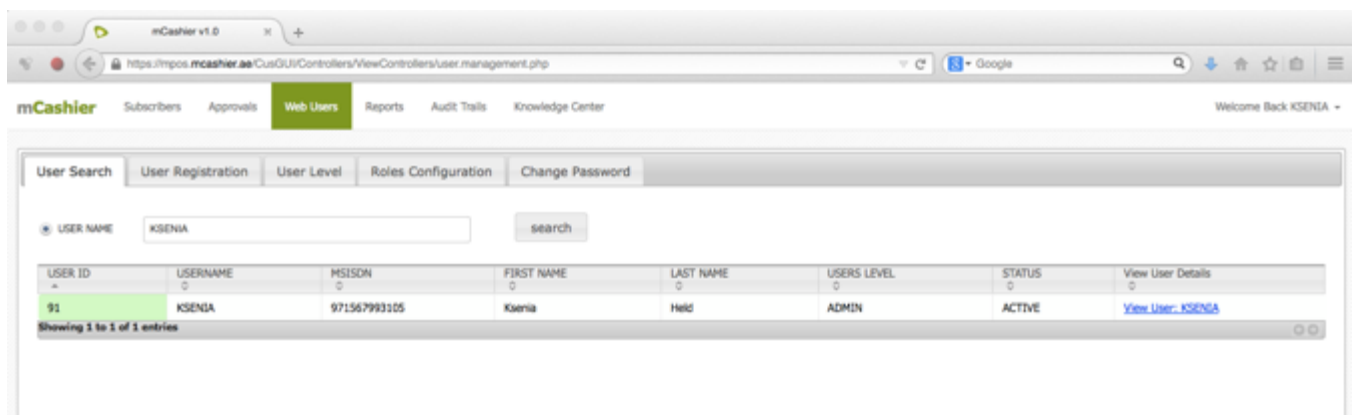 mCashier v1.0
https://mpos.mcashier.ae/CusGUI/Controllers/ViewControllers/user.management.php Google
mCashier Subscribers Approvals Web Users Reports Audit Trails Knowledge Center Welcome Back KSENIA
User Search User Registration User Level Roles Configuration Change Password
USER NAME KSENIA search
USER ID USERNAME MSISDN FIRST NAME LAST NAME USERS LEVEL STATUS View User Details
91 KSENIA 971567993105 Ksenia Held ADMIN ACTIVE View User: KSENIA
Showing 1 to 1 of 1 entries